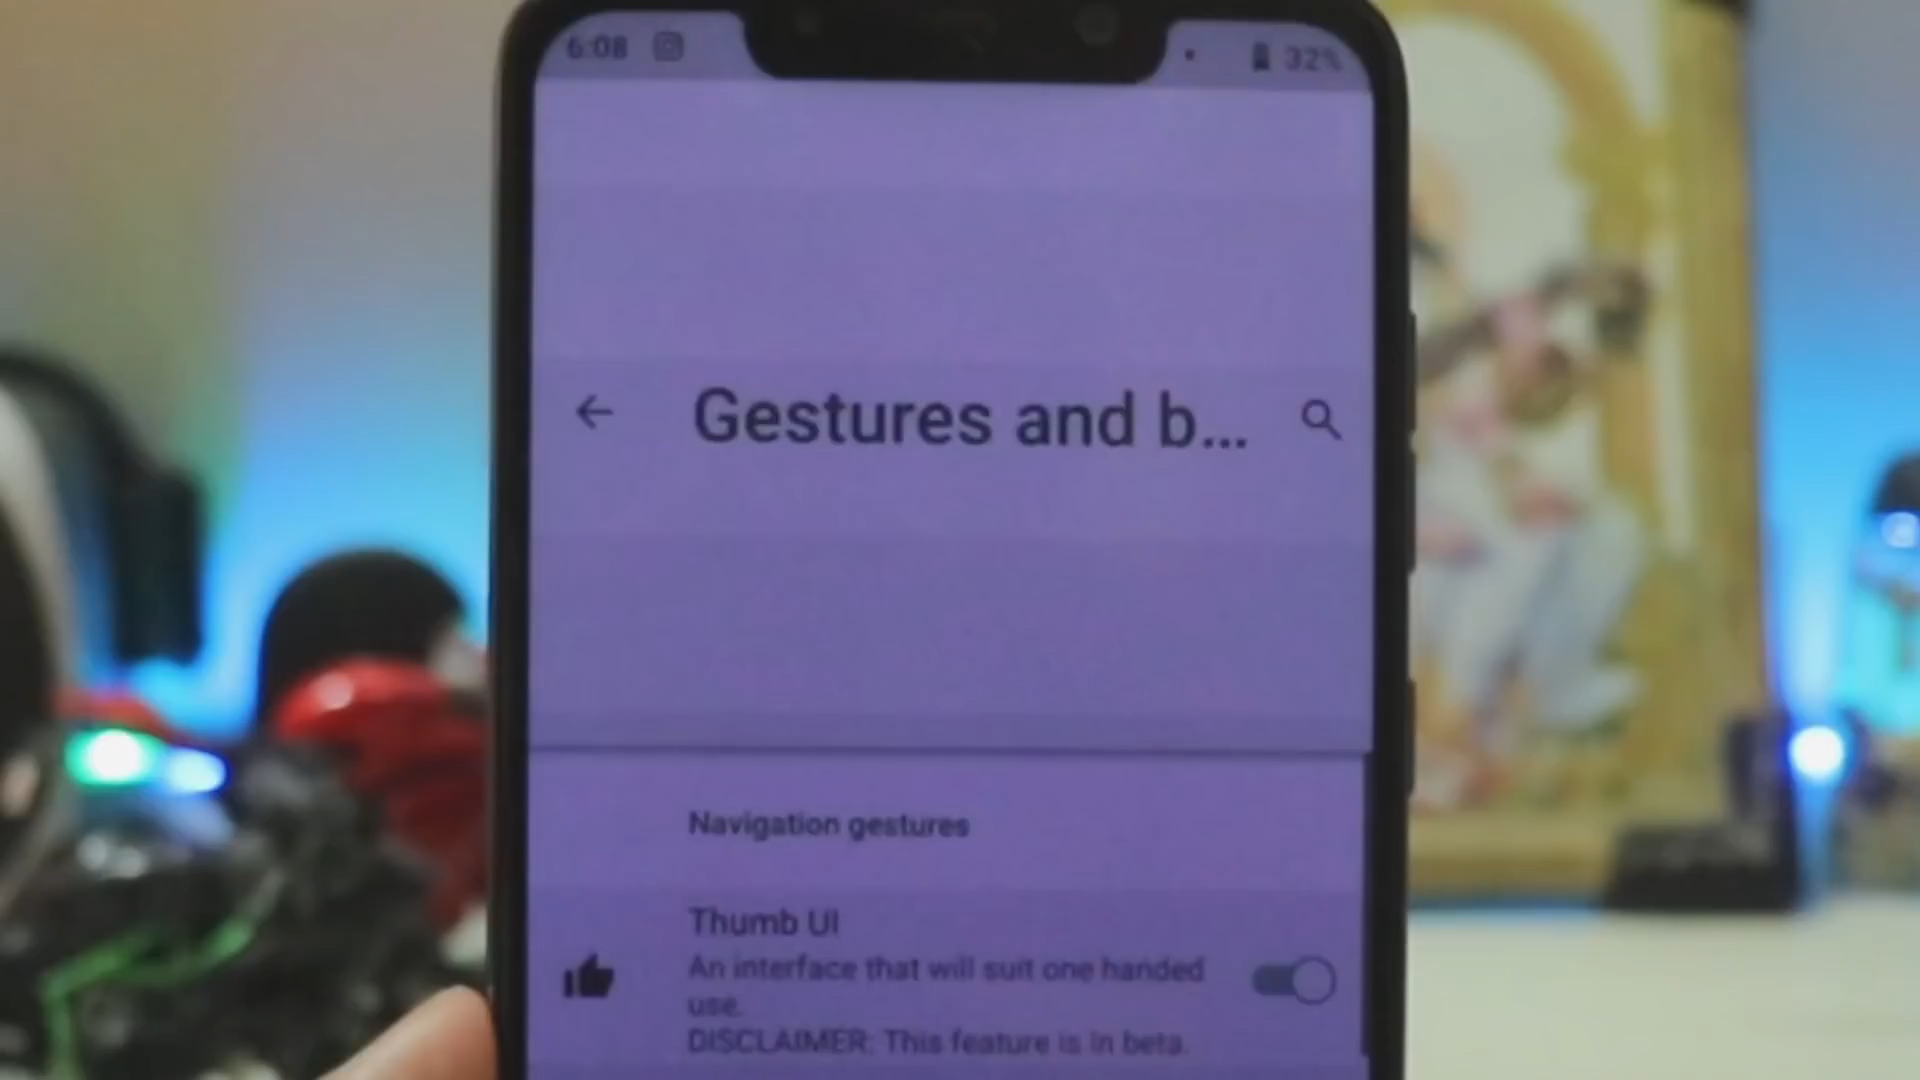 6:08
32%
Gestures and b...
Navigation gestures
Thumb UI
An interface that will suit one handed
use.
DISCLAIMER: This feature is in beta.